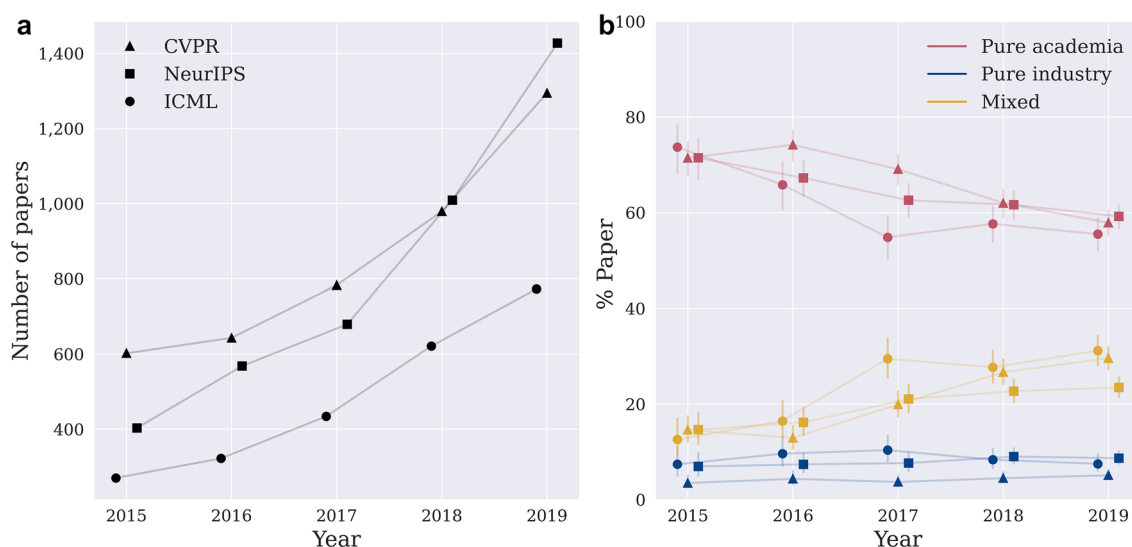 a
1,400
1,200
1,000
800
600
400
Number of papers
CVPR
NeurIPS
ICML
2015 2016 2017 2018 2019
Year
b
100
80
60
40
20
0
% Paper
Pure academia
Pure industry
Mixed
2015 2016 2017 2018 2019
Year